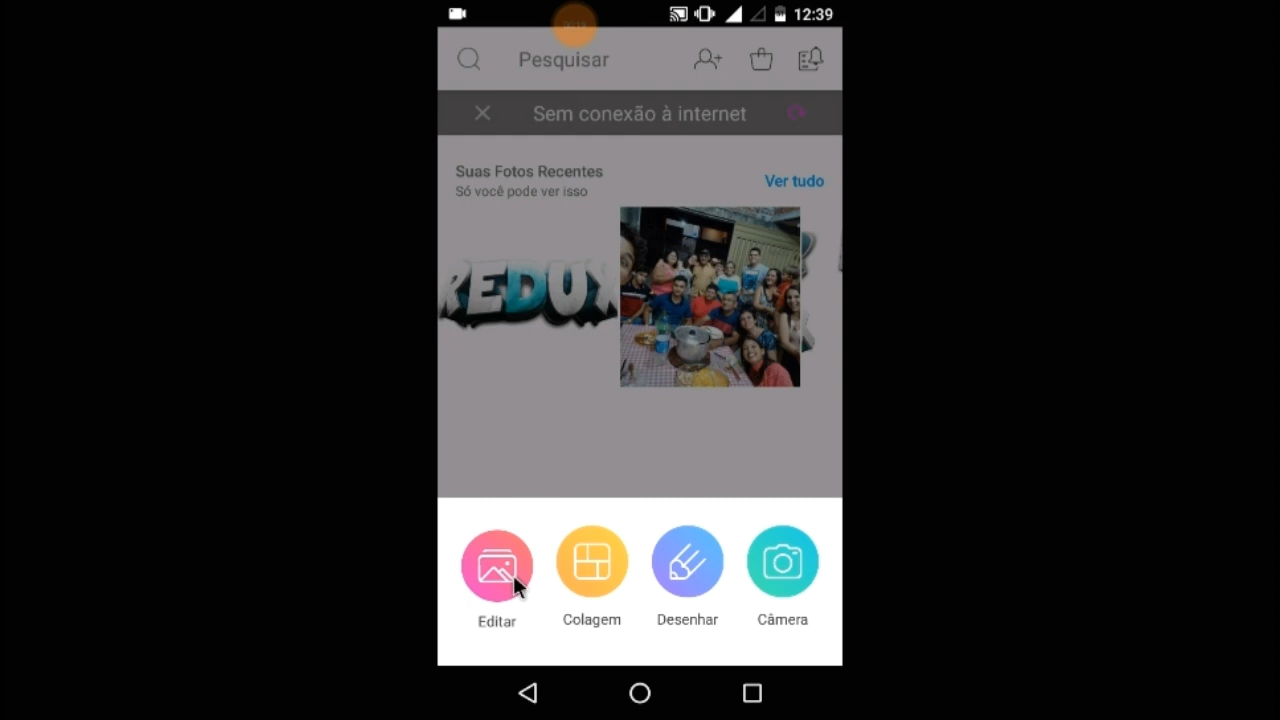 12:39
Pesquisar
Sem conexão à internet
Suas Fotos Recentes
Ver tudo
Só você pode ver isso
REDUX
Editar
Colagem
Desenhar
Câmera